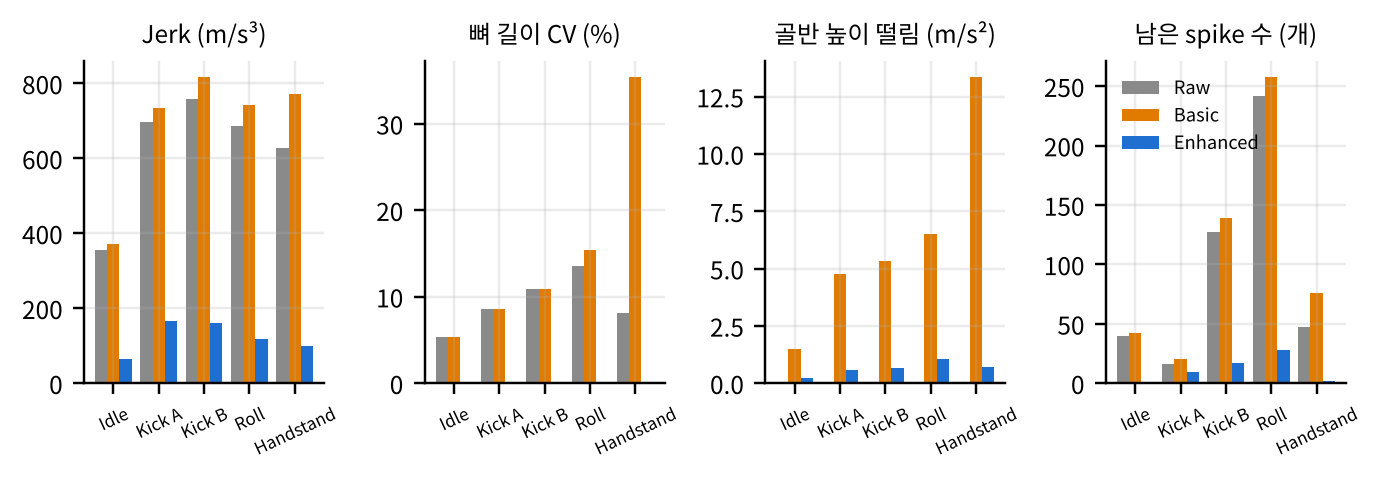 Jerk (m/s³)
800
600
400
200
0
Idle
Kick A
Kick B
Roll
Handstand
뼈 길이 CV (%)
30
20
10
0
Idle
Kick A
Kick B
Roll
Handstand
골반 높이 떨림 (m/s²)
12.5
10.0
7.5
5.0
2.5
0.0
Idle
Kick A
Kick B
Roll
Handstand
남은 spike 수 (개)
250
200
150
100
50
0
Raw
Basic
Enhanced
Idle
Kick A
Kick B
Roll
Handstand